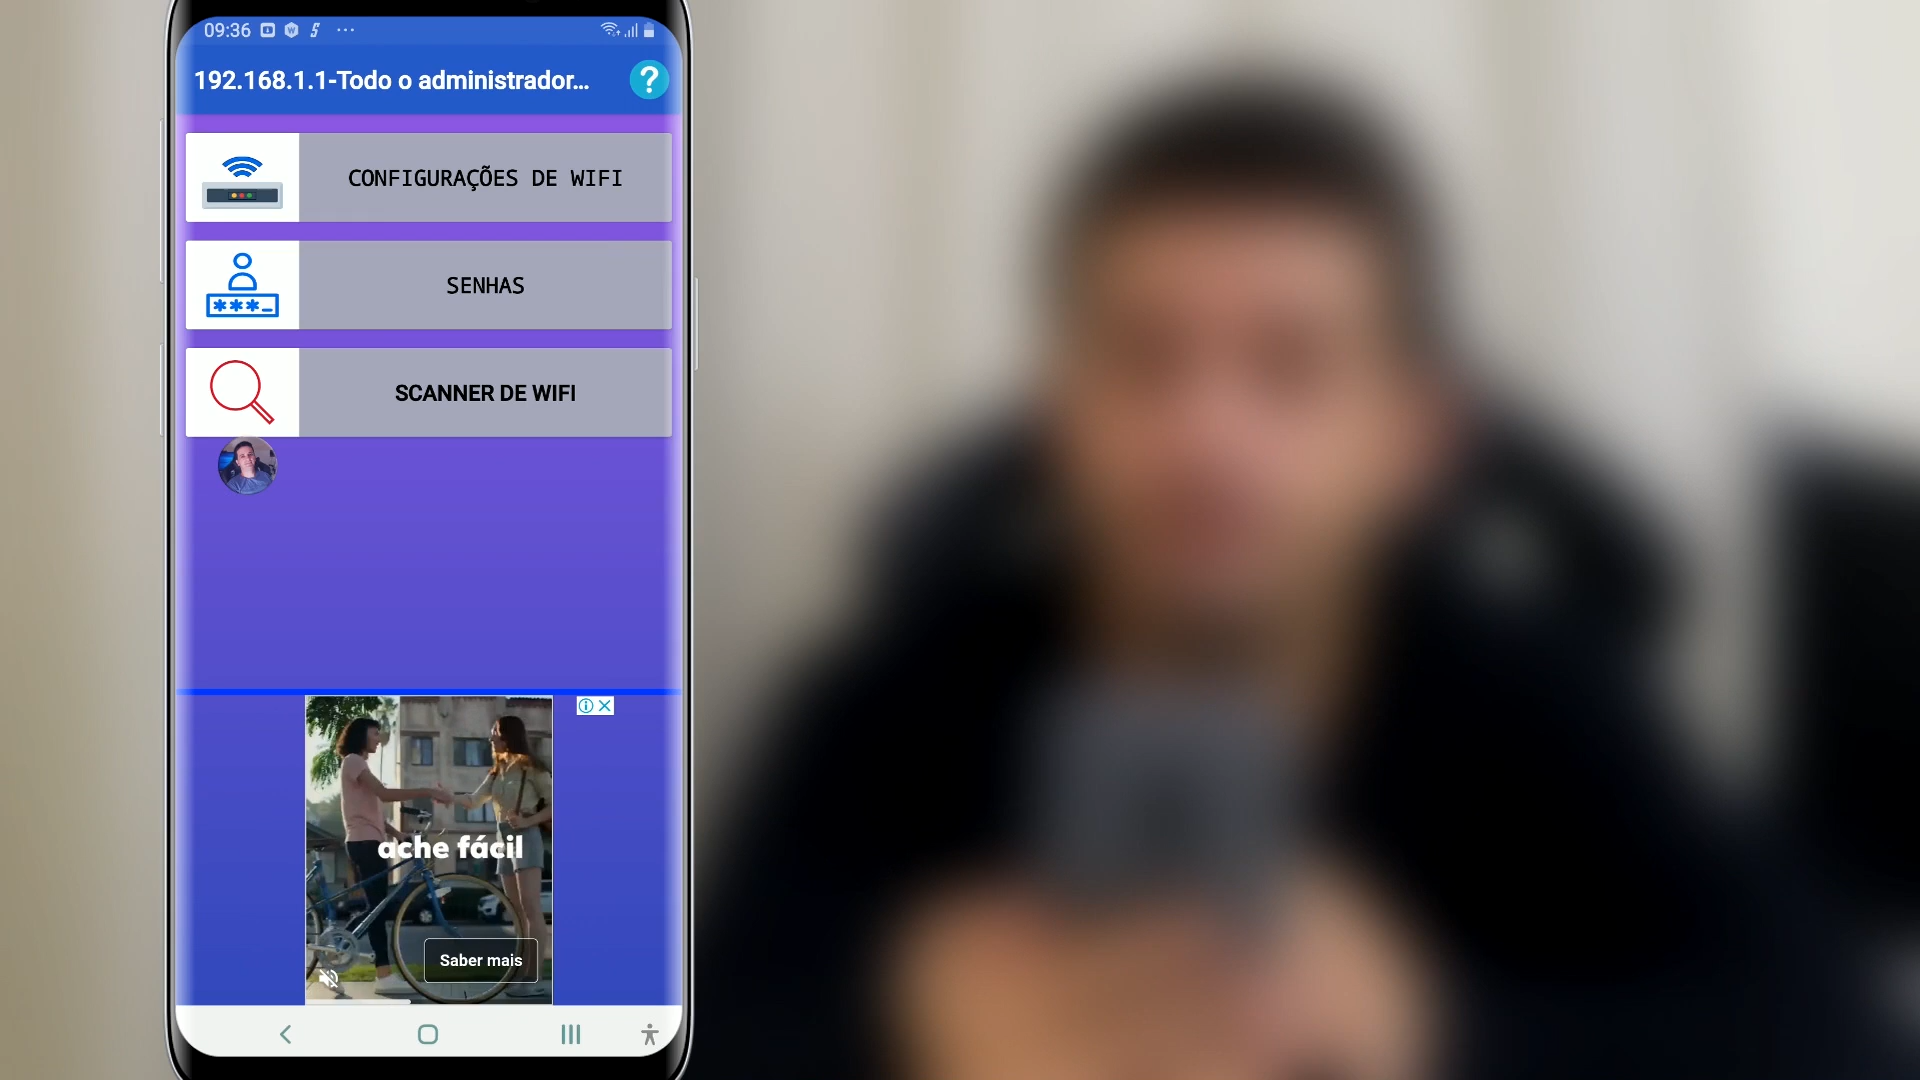 09:36
192.168.1.1-Todo o administrador...
?
CONFIGURAÇÕES DE WIFI
***_
SENHAS
SCANNER DE WIFI
ache fácil
Saber mais